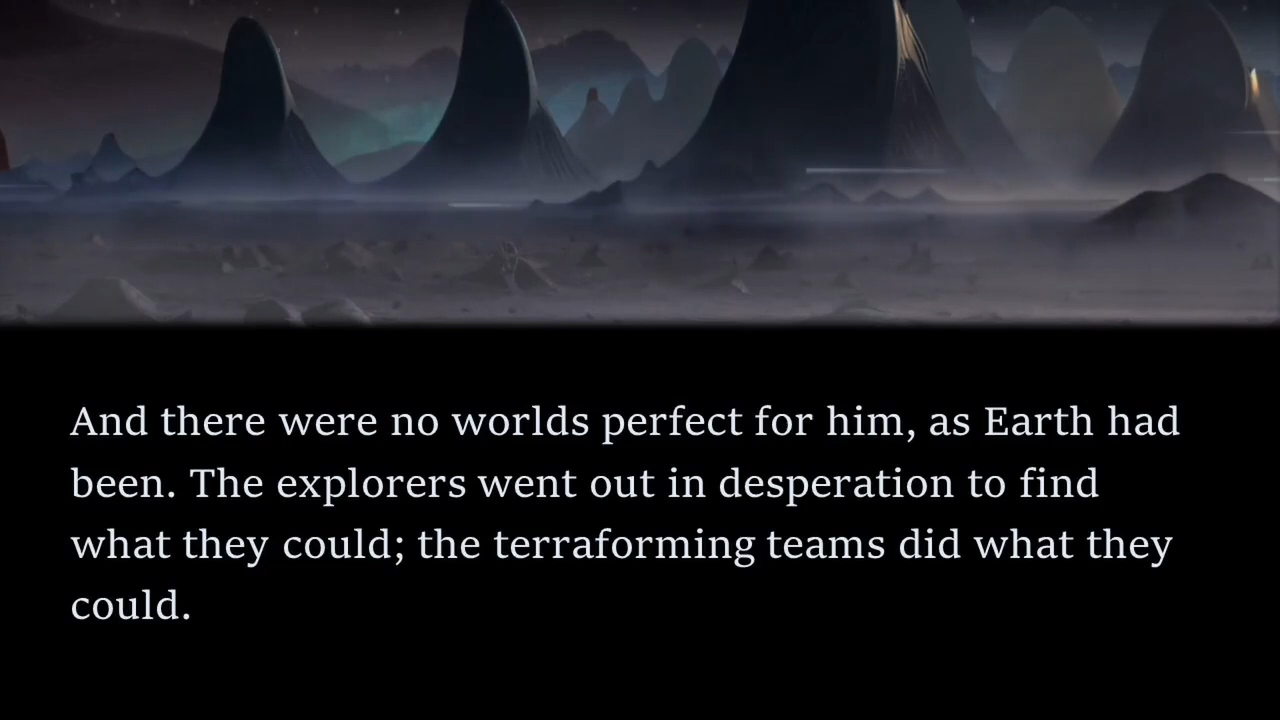 And there were no worlds perfect for him, as Earth had
been. The explorers went out in desperation to find
what they could; the terraforming teams did what they
could.